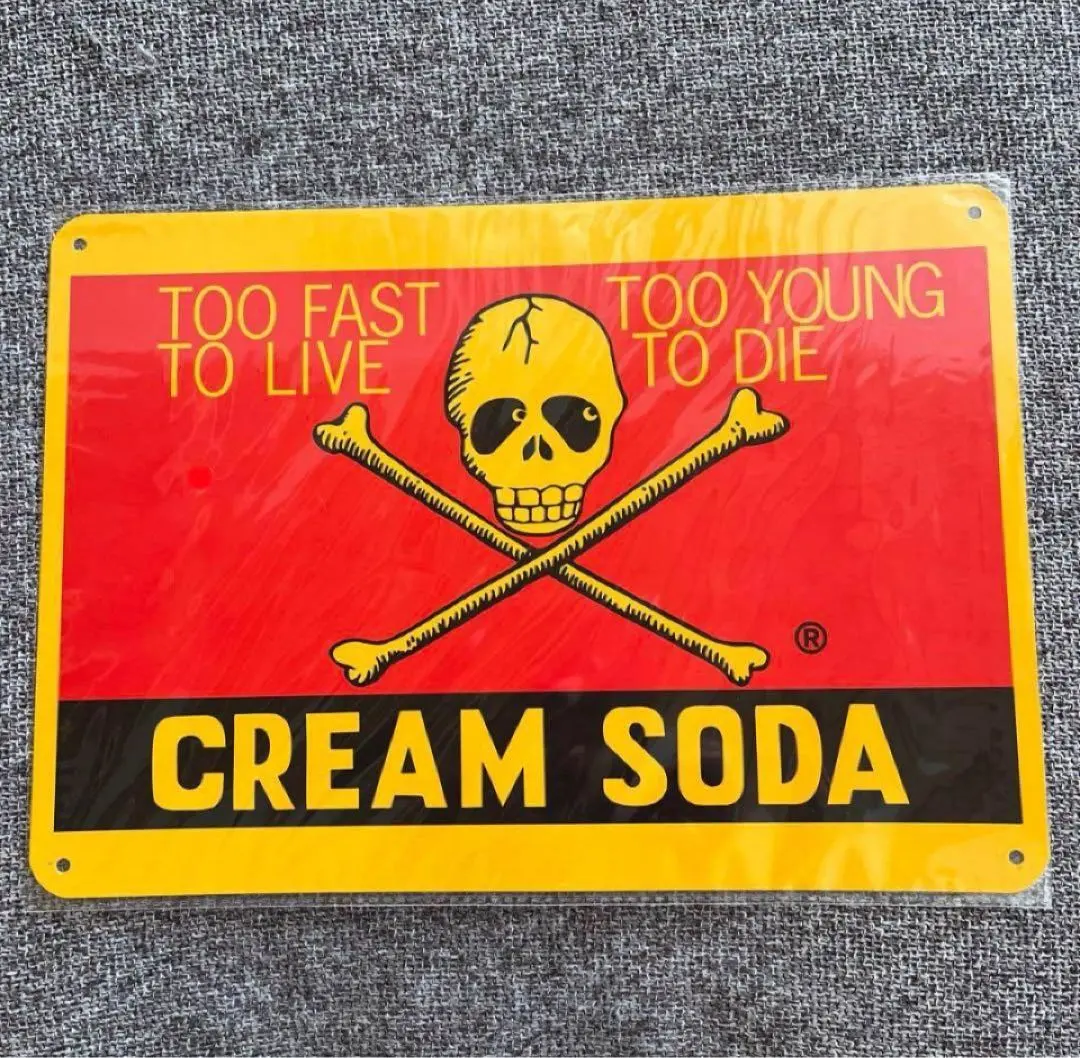 TOO FAST
TO LIVE
TOO YOUNG
TO DIE
®
CREAM SODA